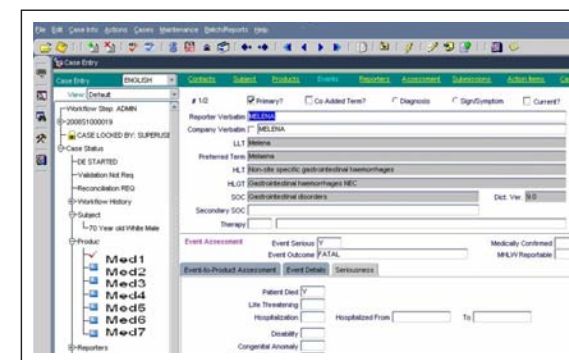 File Edit Case Info Actions Cases Maintenance Batch/Reports Help
Case Entry
Case Entry ENGLISH
Contacts Subject Products Events Reporters Assessment Submissions Action Items
View: Default
# 1/2 Primary? Co Added Term? Diagnosis Sign/Symptom Current?
Workflow Step: ADMIN
Reporter Verbatim MELENA
200851000019
Company Verbatim MELENA
CASE LOCKED BY: SUPERUSE
LLT Melena
Case Status
Preferred Term Melaena
DE STARTED
HLT Non-site specific gastrointestinal haemorrhages
Validation Not Req
HLGT Gastrointestinal haemorrhages NEC
Reconciliation REQ
SOC Gastrointestinal disorders Dict. Ver. 9.0
Workflow History
Secondary SOC
Subject
Therapy
70 Year old White Male
Produc
Event Assessment Event Serious Y Medically Confirmed
Med1
Event Outcome FATAL MHLW Reportable
Med2
Event-to-Product Assessment Event Details Seriousness
Med3
Med4
Patient Died Y
Med5
Life Threatening
Med6
Hospitalization Hospitalized From To
Med7
Disability
Reporters
Congenital Anomaly